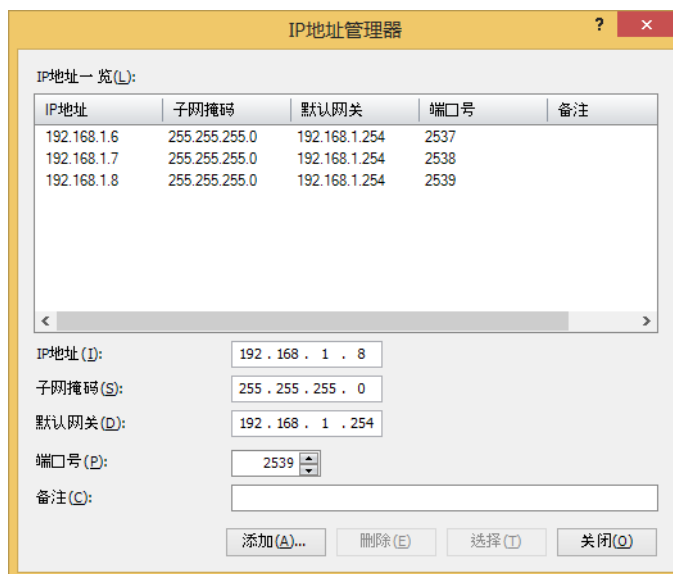 IP地址管理器
?
×
IP地址一览(L):
IP地址 子网掩码 默认网关 端口号 备注
192.168.1.6 255.255.255.0 192.168.1.254 2537
192.168.1.7 255.255.255.0 192.168.1.254 2538
192.168.1.8 255.255.255.0 192.168.1.254 2539
IP地址(I): 192 . 168 . 1 . 8
子网掩码(S): 255 . 255 . 255 . 0
默认网关(D): 192 . 168 . 1 . 254
端口号(P): 2539
备注(C):
添加(A)... 删除(E) 选择(T) 关闭(O)